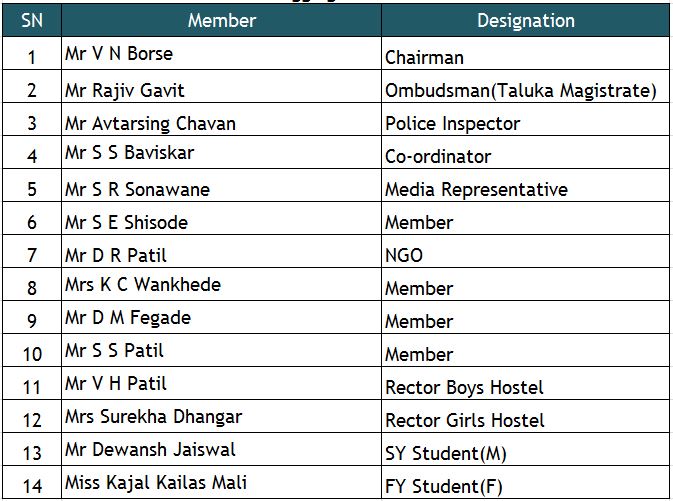 SN Member Designation
1 Mr V N Borse Chairman
2 Mr Rajiv Gavit Ombudsman(Taluka Magistrate)
3 Mr Avtarsing Chavan Police Inspector
4 Mr S S Baviskar Co-ordinator
5 Mr S R Sonawane Media Representative
6 Mr S E Shisode Member
7 Mr D R Patil NGO
8 Mrs K C Wankhede Member
9 Mr D M Fegade Member
10 Mr S S Patil Member
11 Mr V H Patil Rector Boys Hostel
12 Mrs Surekha Dhangar Rector Girls Hostel
13 Mr Dewansh Jaiswal SY Student(M)
14 Miss Kajal Kailas Mali FY Student(F)